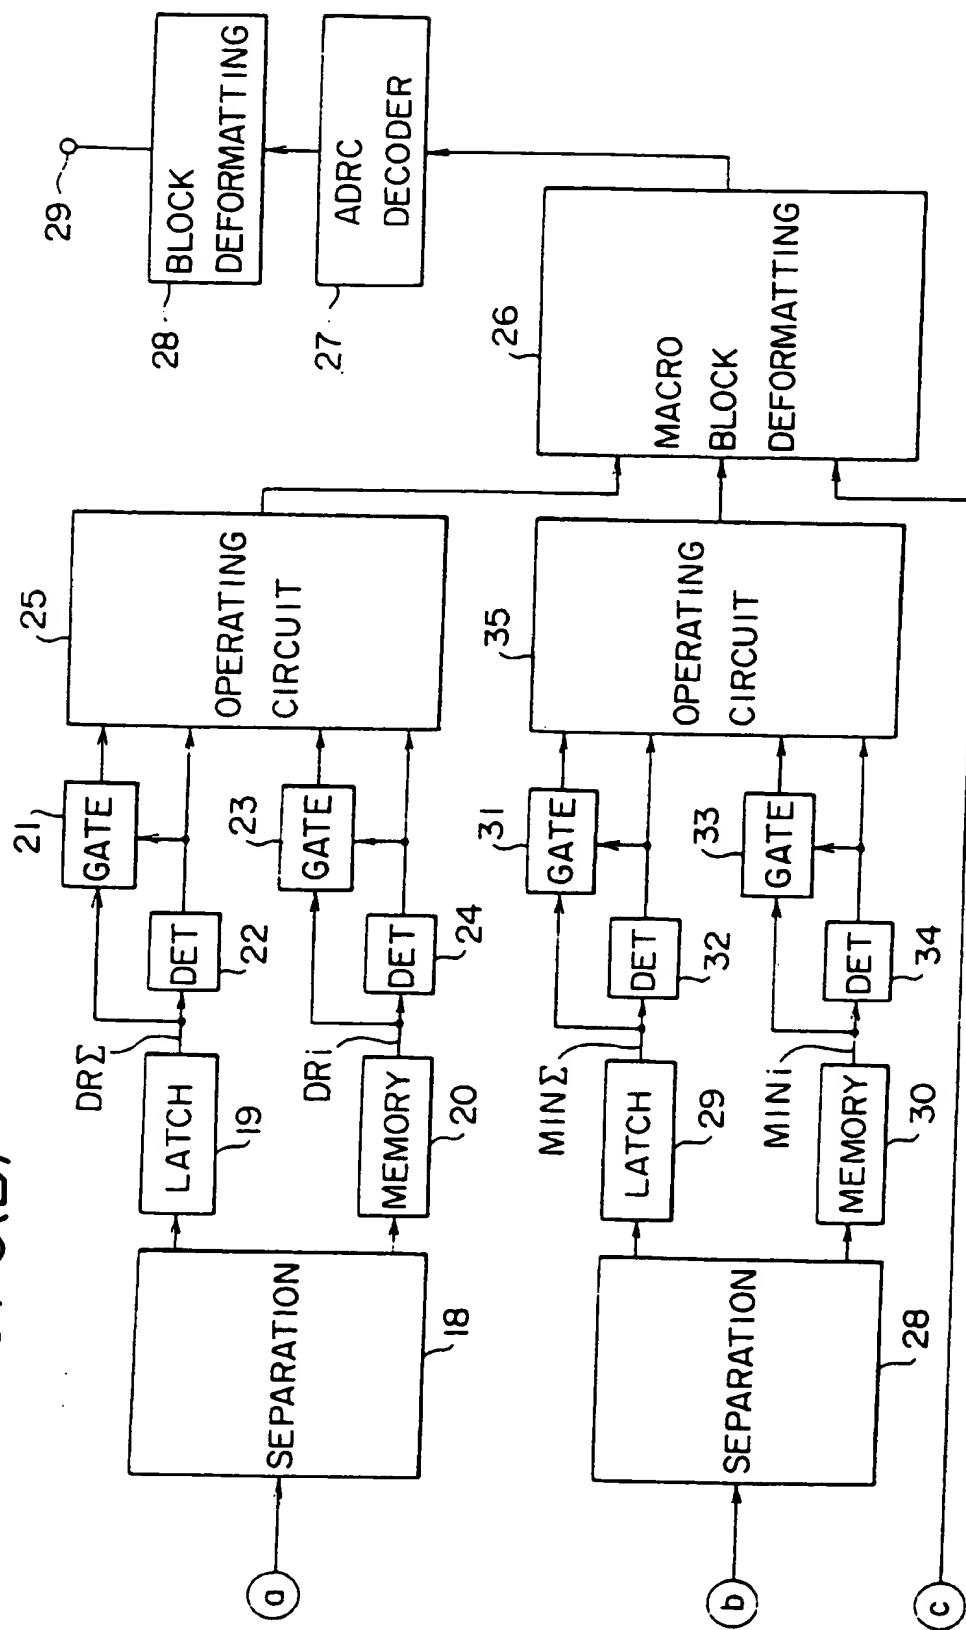 29
BLOCK
DEFORMATTING
28
ADRC
DECODER
27
MACRO
BLOCK
DEFORMATTING
26
25
OPERATING
CIRCUIT
21
GATE
23
GATE
DET
22
DET
24
DRΣ
LATCH
19
DRi
MEMORY
20
SEPARATION
18
a
35
OPERATING
CIRCUIT
31
GATE
33
GATE
DET
32
DET
34
MINΣ
LATCH
29
MINi
MEMORY
30
SEPARATION
28
b
c